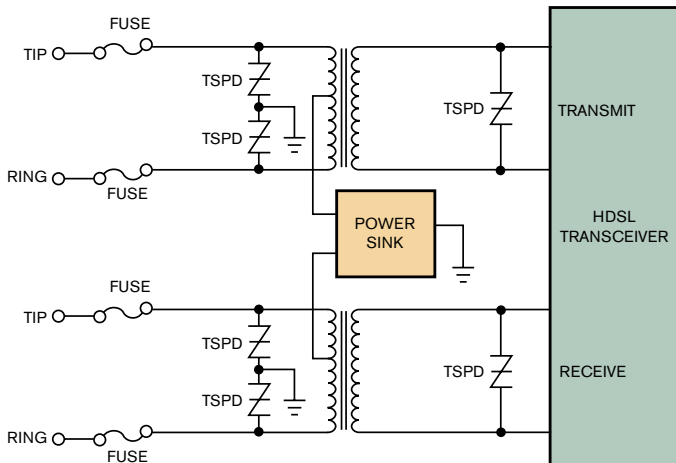 FUSE
TIP
TSPD
TSPD
TSPD
TRANSMIT
RING
FUSE
POWER
SINK
HDSL
TRANSCEIVER
FUSE
TIP
TSPD
TSPD
TSPD
RECEIVE
RING
FUSE